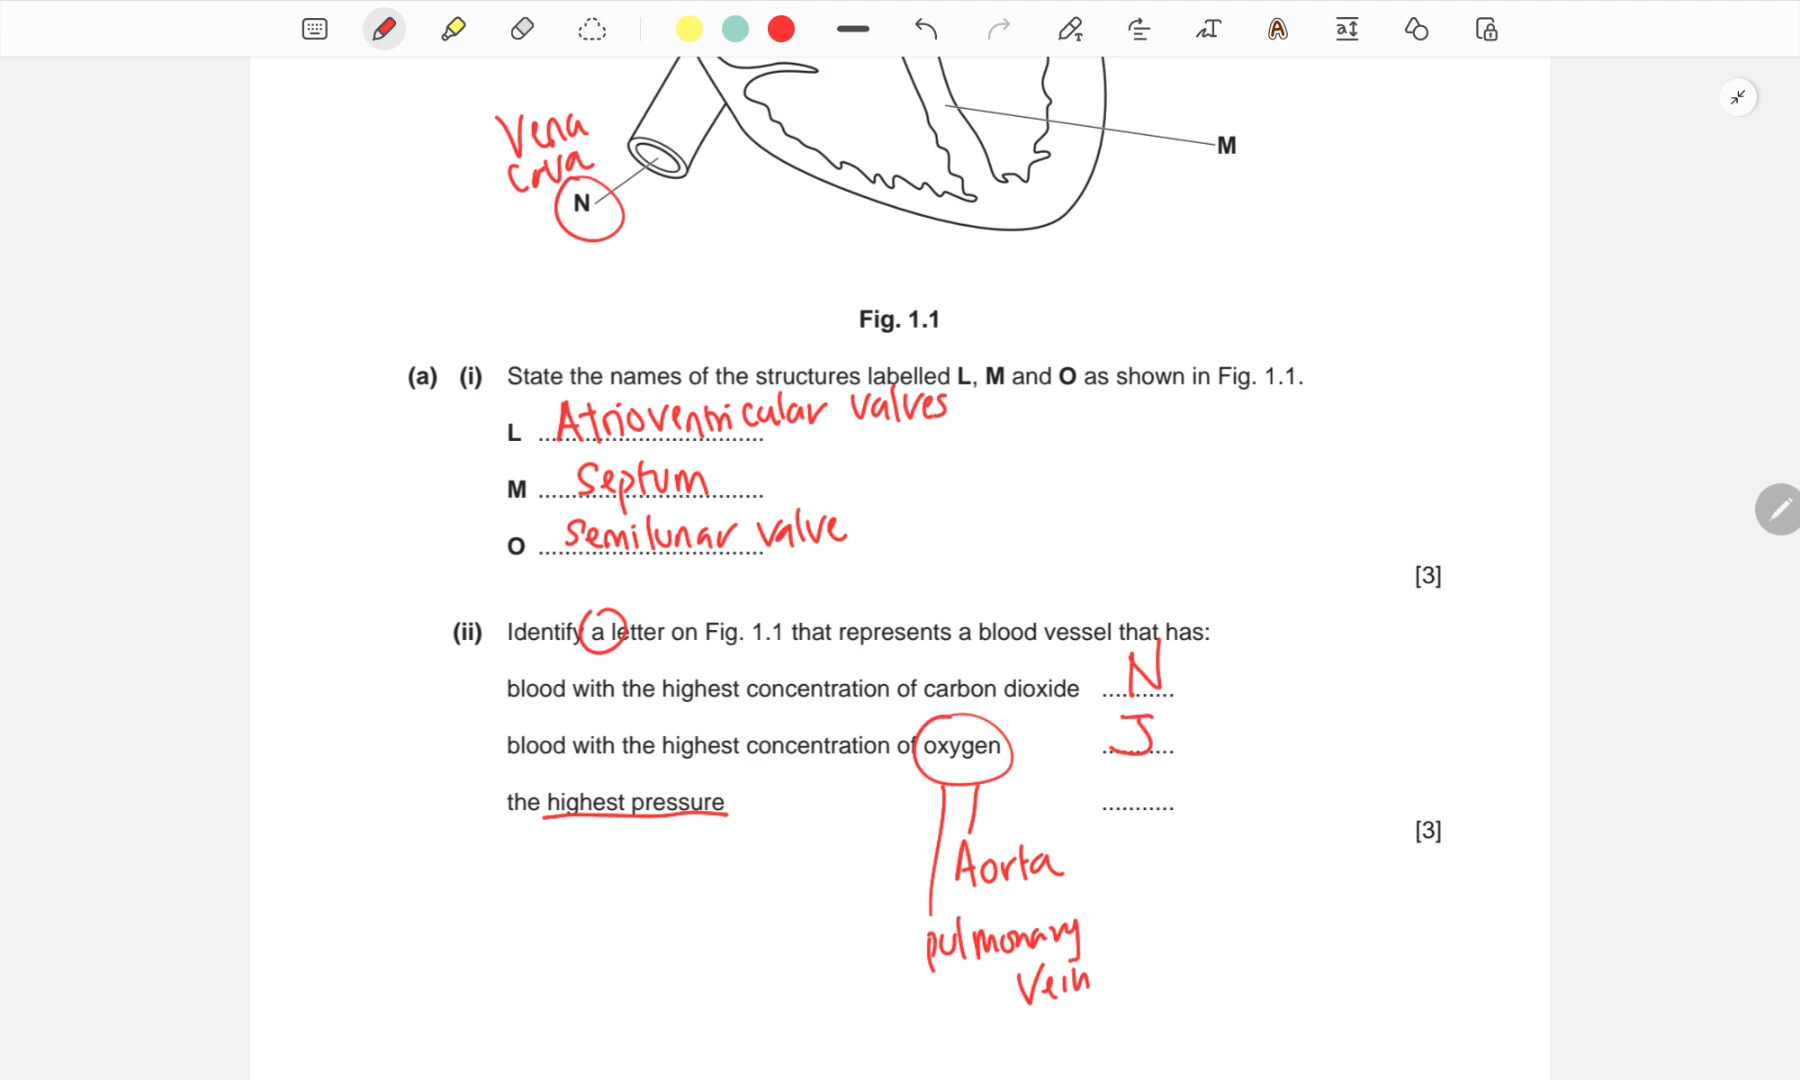 Vena
cava
N
M
Fig. 1.1
(a) (i) State the names of the structures labelled L, M and O as shown in Fig. 1.1.
L Atrioventricular valves
M Septum
O Semilunar valve
[3]
(ii) Identify a letter on Fig. 1.1 that represents a blood vessel that has:
blood with the highest concentration of carbon dioxide N
blood with the highest concentration of oxygen J
the highest pressure ...........
[3]
Aorta
pulmonary
vein